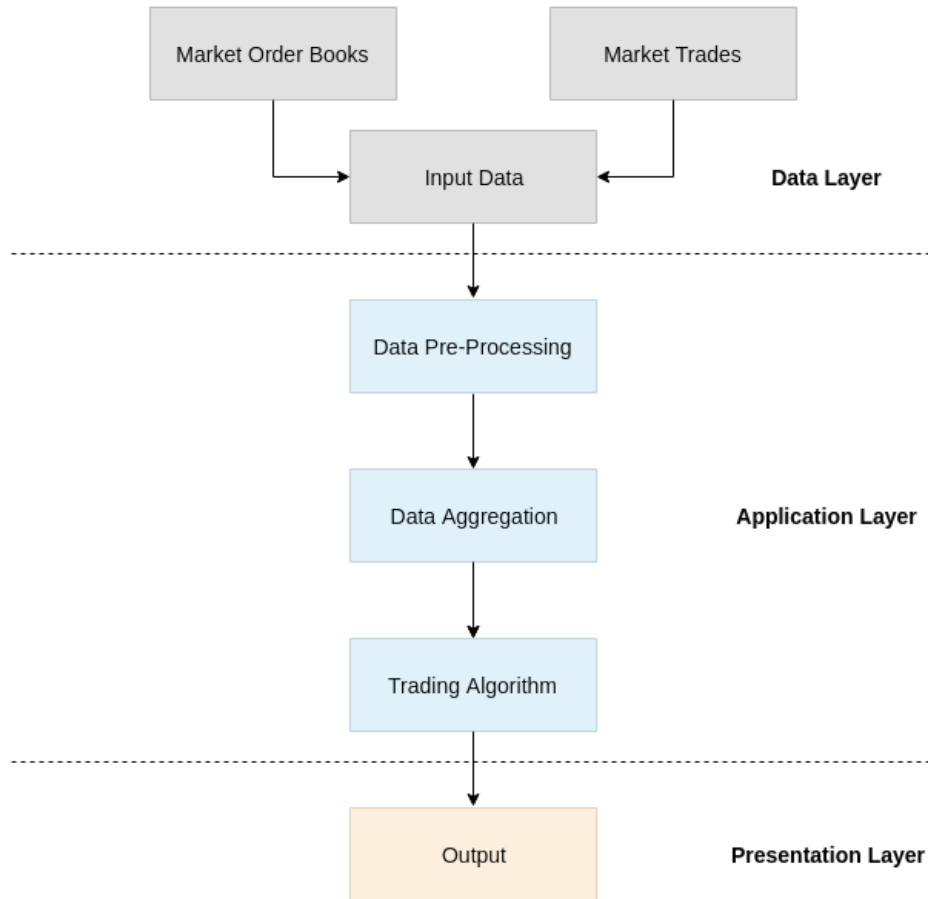 Market Order Books
Market Trades
Input Data
Data Layer
Data Pre-Processing
Data Aggregation
Application Layer
Trading Algorithm
Output
Presentation Layer